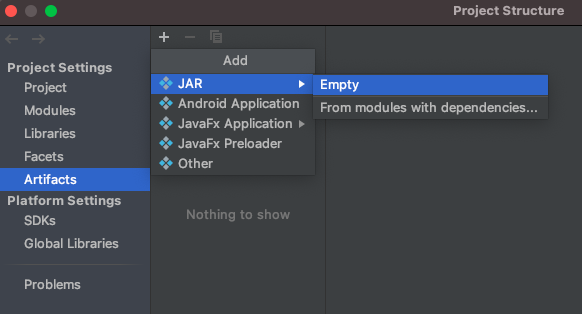 Project Structure
Project Settings
Project
Modules
Libraries
Facets
Artifacts
Platform Settings
SDKs
Global Libraries
Problems
Add
JAR
Android Application
JavaFx Application
JavaFx Preloader
Other
Nothing to show
Empty
From modules with dependencies...